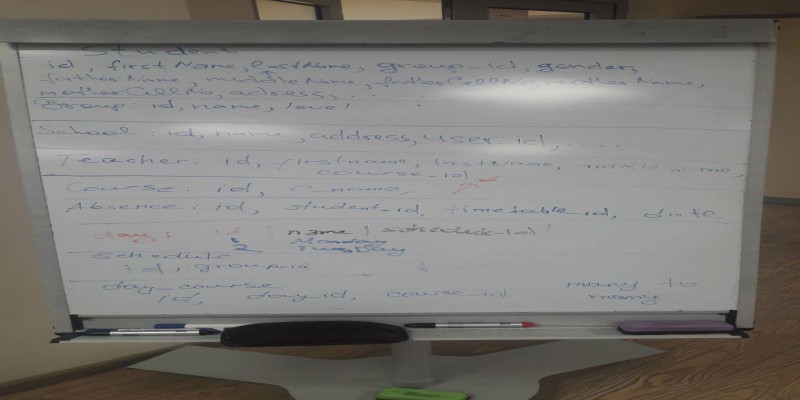 Student
id, firstName, lastName, group_id, gender,
fatherName, middleName, fatherCellNo, motherName,
motherCellNo, adress, ...
Group: id, name, level
School: id, name, address, user id, ...
Teacher: id, firstname, lastName, middle name,
course_id
Course: id, c_name,
Absence: id, student_id, timetable_id, date
day: id | name | schedule_id |
1 Monday
2 Tuesday
schedule
id, group_id
day_course many to
id, day_id, course_id many